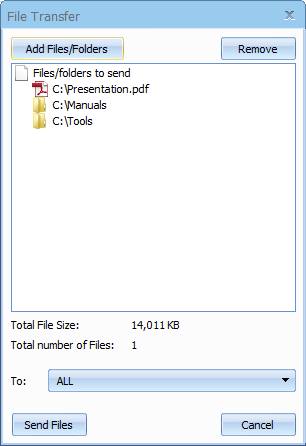 File Transfer
Add Files/Folders Remove
Files/folders to send
C:\Presentation.pdf
C:\Manuals
C:\Tools
Total File Size: 14,011 KB
Total number of Files: 1
To: ALL
Send Files Cancel